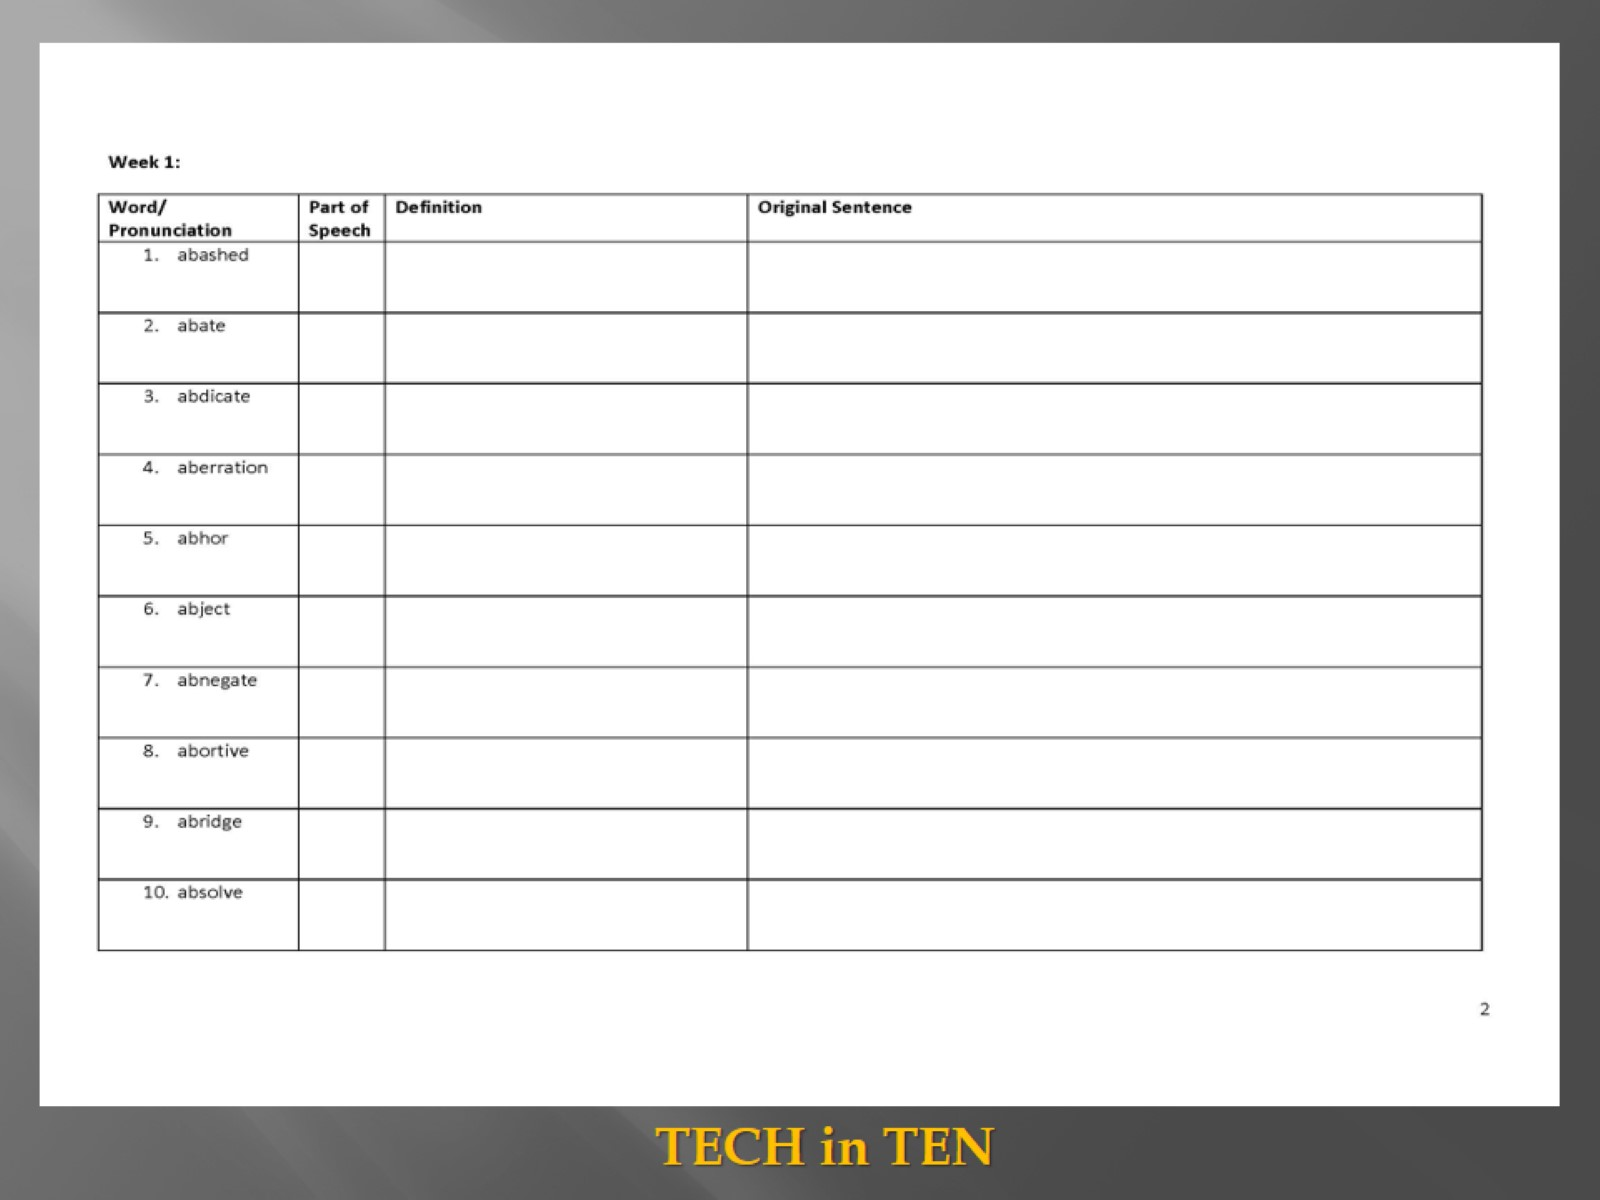 Week 1:
Word/ Part of Definition Original Sentence
Pronunciation Speech
1. abashed
2. abate
3. abdicate
4. aberration
5. abhor
6. abject
7. abnegate
8. abortive
9. abridge
10. absolve
2
TECH in TEN